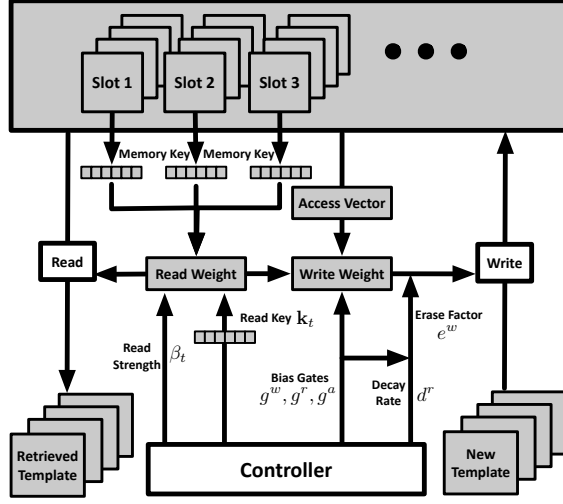 Slot 1 Slot 2 Slot 3
Memory Key Memory Key
Access Vector
Read Read Weight Write Weight Write
Read Key k_t
Erase Factor
e^w
Read
Strength β_t
Bias Gates
g^w, g^r, g^a
Decay
Rate d^r
Retrieved
Template
Controller
New
Template